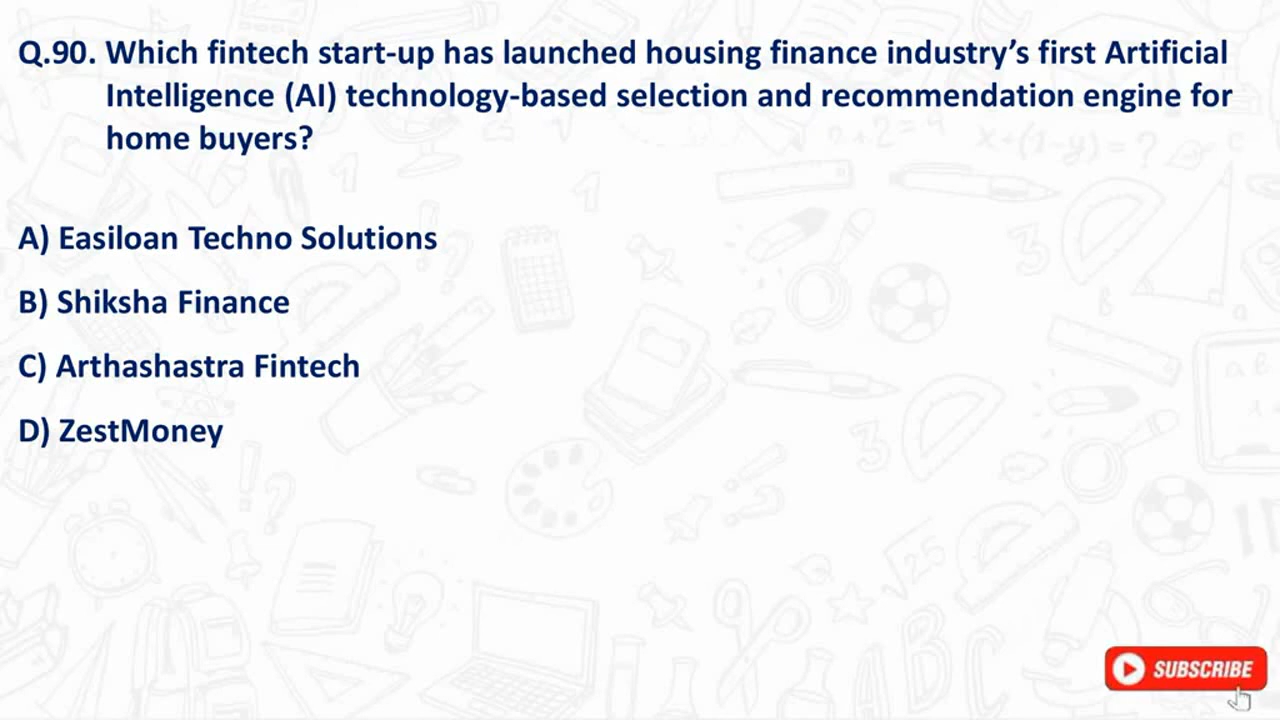 Q.90. Which fintech start-up has launched housing finance industry’s first Artificial
Intelligence (AI) technology-based selection and recommendation engine for
home buyers?
A) Easiloan Techno Solutions
B) Shiksha Finance
C) Arthashastra Fintech
D) ZestMoney
SUBSCRIBE